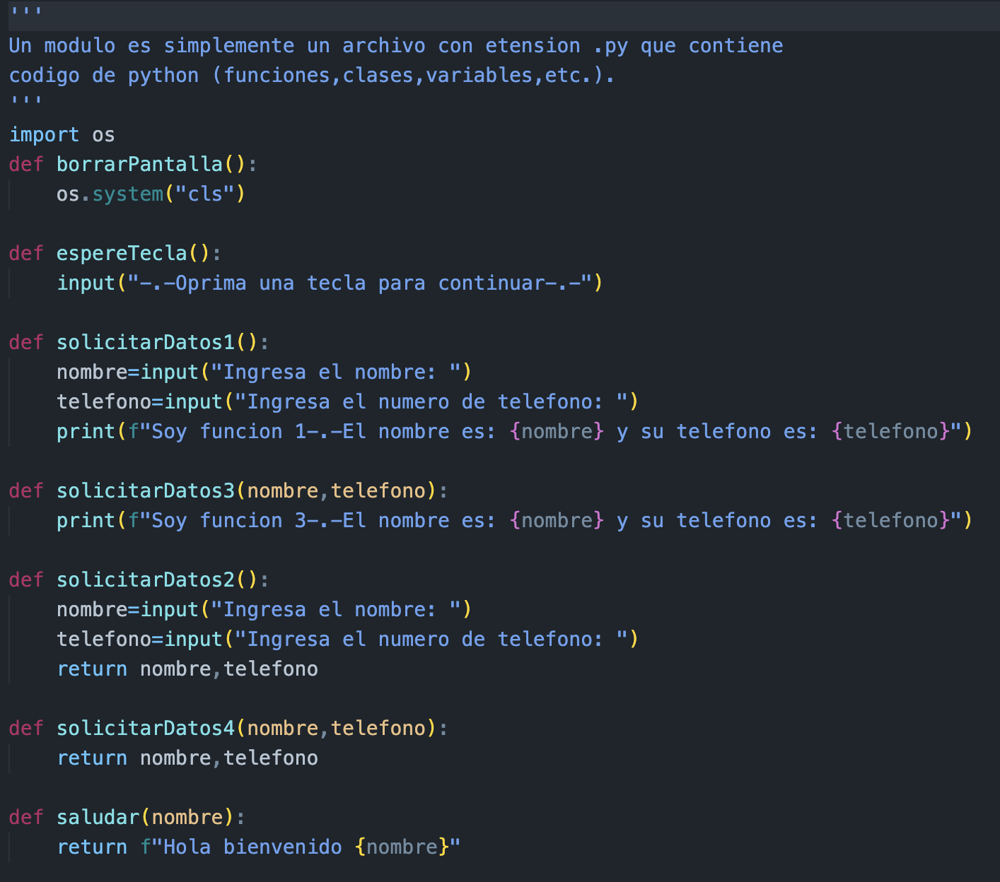 '''
Un modulo es simplemente un archivo con etension .py que contiene
codigo de python (funciones,clases,variables,etc.).
'''
import os
def borrarPantalla():
    os.system("cls")

def espereTecla():
    input("-.-Oprima una tecla para continuar-.-")

def solicitarDatos1():
    nombre=input("Ingresa el nombre: ")
    telefono=input("Ingresa el numero de telefono: ")
    print(f"Soy funcion 1-.-El nombre es: {nombre} y su telefono es: {telefono}")

def solicitarDatos3(nombre,telefono):
    print(f"Soy funcion 3-.-El nombre es: {nombre} y su telefono es: {telefono}")

def solicitarDatos2():
    nombre=input("Ingresa el nombre: ")
    telefono=input("Ingresa el numero de telefono: ")
    return nombre,telefono

def solicitarDatos4(nombre,telefono):
    return nombre,telefono

def saludar(nombre):
    return f"Hola bienvenido {nombre}"